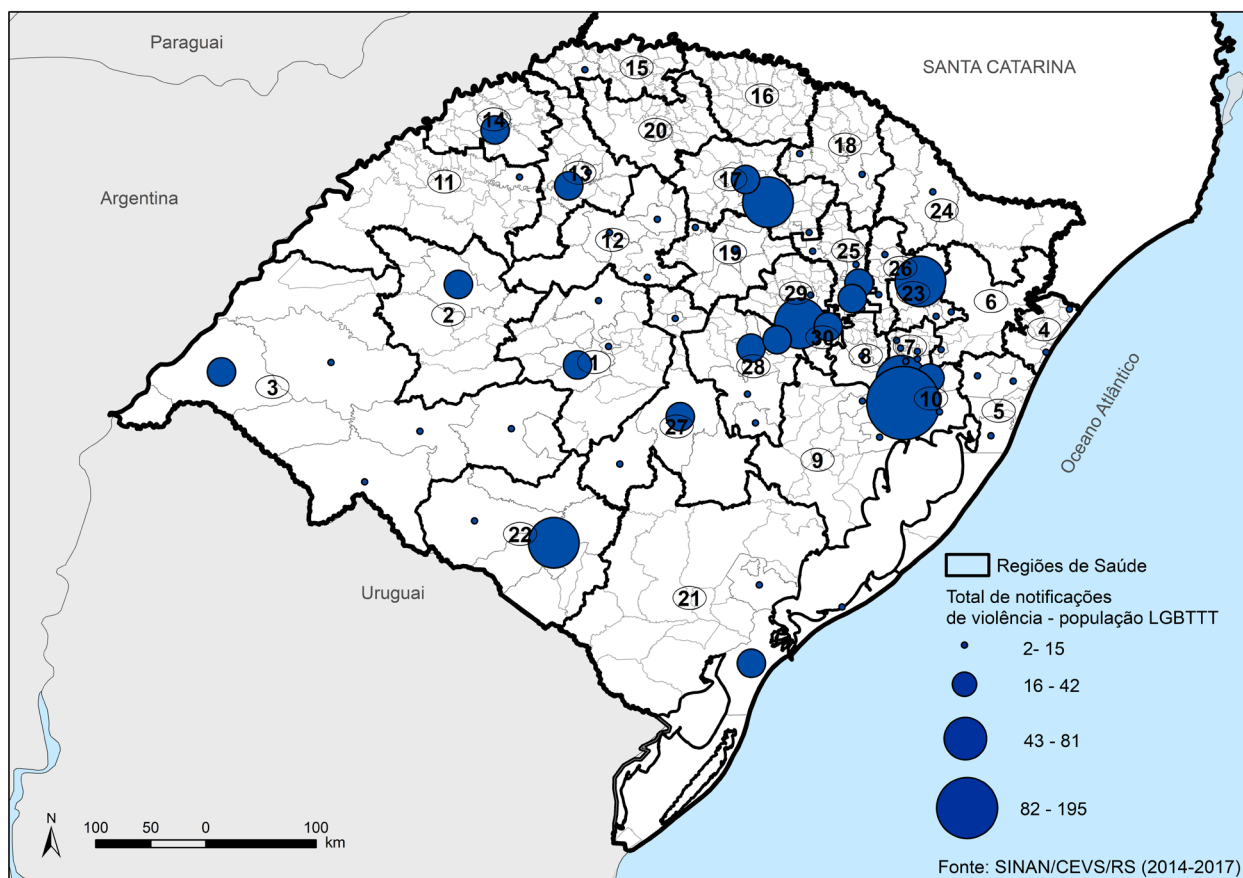 Paraguai
SANTA CATARINA
Argentina
Uruguai
Oceano Atlântico
15
16
14
20
18
13
17
11
24
12
19
25
26
23
6
29
2
4
30
7
8
1
28
3
10
5
27
9
22
21
Regiões de Saúde
Total de notificações
de violência - população LGBTTT
2- 15
16 - 42
43 - 81
82 - 195
N
100 50 0 100
km
Fonte: SINAN/CEVS/RS (2014-2017)